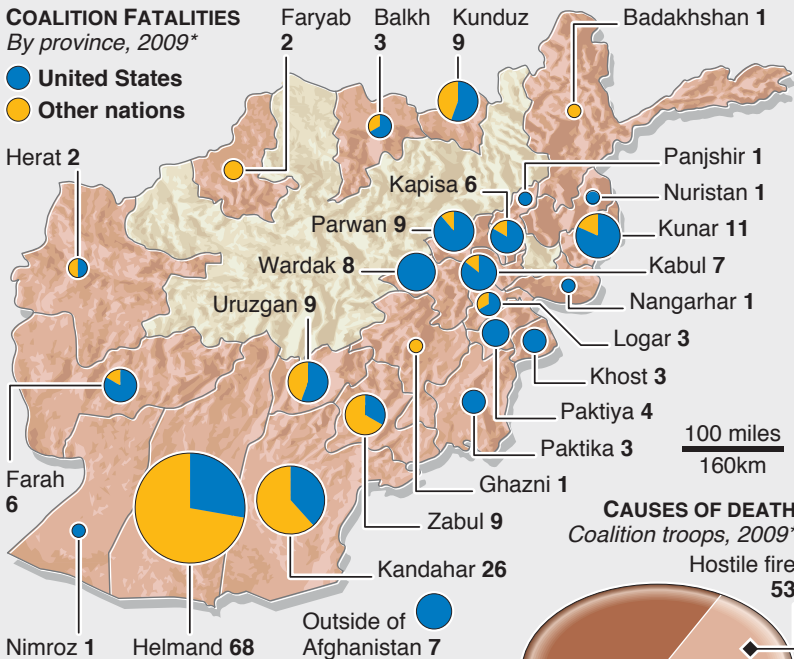 COALITION FATALITIES
By province, 2009*
United States
Other nations
Faryab
2
Balkh
3
Kunduz
9
Badakhshan 1
Herat 2
Panjshir 1
Kapisa 6
Nuristan 1
Parwan 9
Kunar 11
Wardak 8
Kabul 7
Uruzgan 9
Nangarhar 1
Logar 3
Khost 3
Paktiya 4
Paktika 3
100 miles
160km
Farah
6
Ghazni 1
Zabul 9
Kandahar 26
Nimroz 1
Helmand 68
Outside of
Afghanistan 7
CAUSES OF DEATH
Coalition troops, 2009*
Hostile fire
53